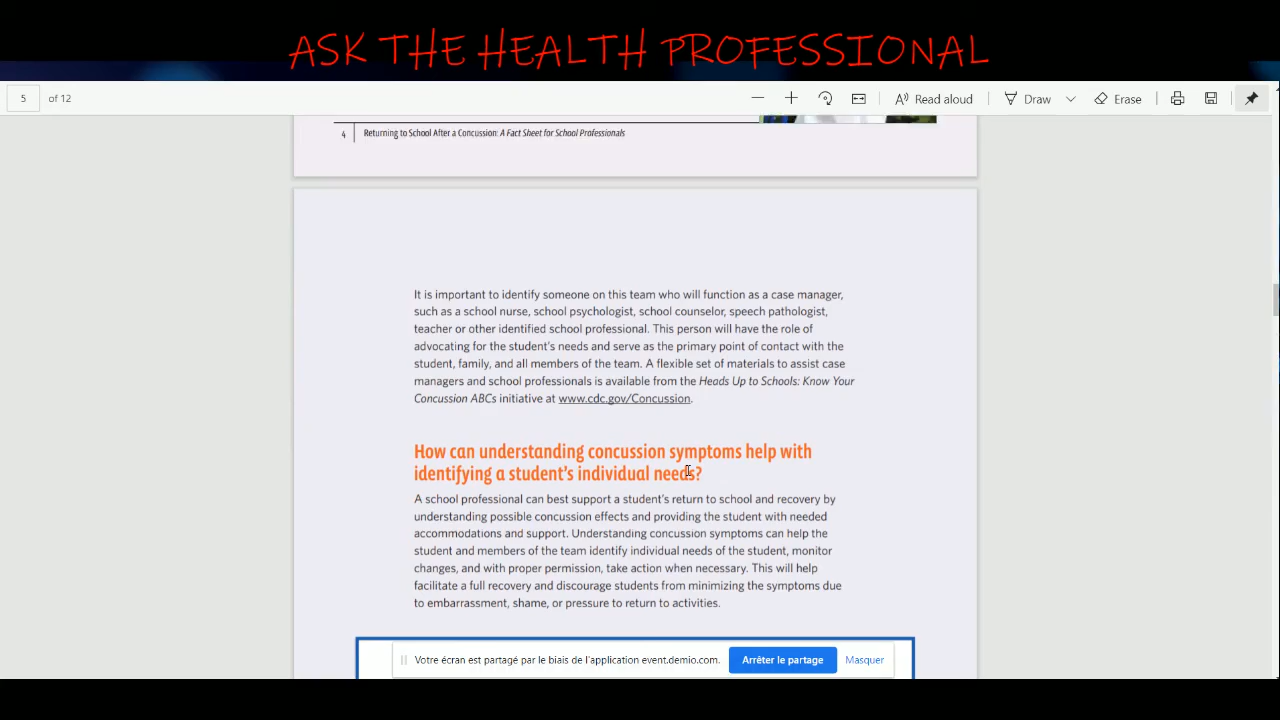 ASK THE HEALTH PROFESSIONAL
5 of 12
Read aloud
Draw
Erase
4 Returning to School After a Concussion: A Fact Sheet for School Professionals
It is important to identify someone on this team who will function as a case manager,
such as a school nurse, school psychologist, school counselor, speech pathologist,
teacher or other identified school professional. This person will have the role of
advocating for the student's needs and serve as the primary point of contact with the
student, family, and all members of the team. A flexible set of materials to assist case
managers and school professionals is available from the Heads Up to Schools: Know Your
Concussion ABCs initiative at www.cdc.gov/Concussion.
How can understanding concussion symptoms help with
identifying a student's individual needs?
A school professional can best support a student's return to school and recovery by
understanding possible concussion effects and providing the student with needed
accommodations and support. Understanding concussion symptoms can help the
student and members of the team identify individual needs of the student, monitor
changes, and with proper permission, take action when necessary. This will help
facilitate a full recovery and discourage students from minimizing the symptoms due
to embarrassment, shame, or pressure to return to activities.
Votre écran est partagé par le biais de l'application event.demio.com.
Arrêter le partage
Masquer